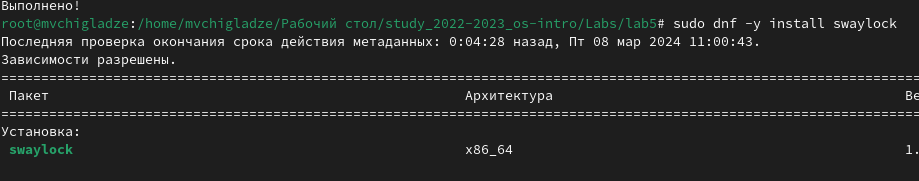 Выполнено!
root@mvchigladze:/home/mvchigladze/Рабочий стол/study_2022-2023_os-intro/Labs/lab5# sudo dnf -y install swaylock
Последняя проверка окончания срока действия метаданных: 0:04:28 назад, Пт 08 мар 2024 11:00:43.
Зависимости разрешены.
================================================================================================================
Пакет Архитектура Ве
================================================================================================================
Установка:
swaylock x86_64 1.